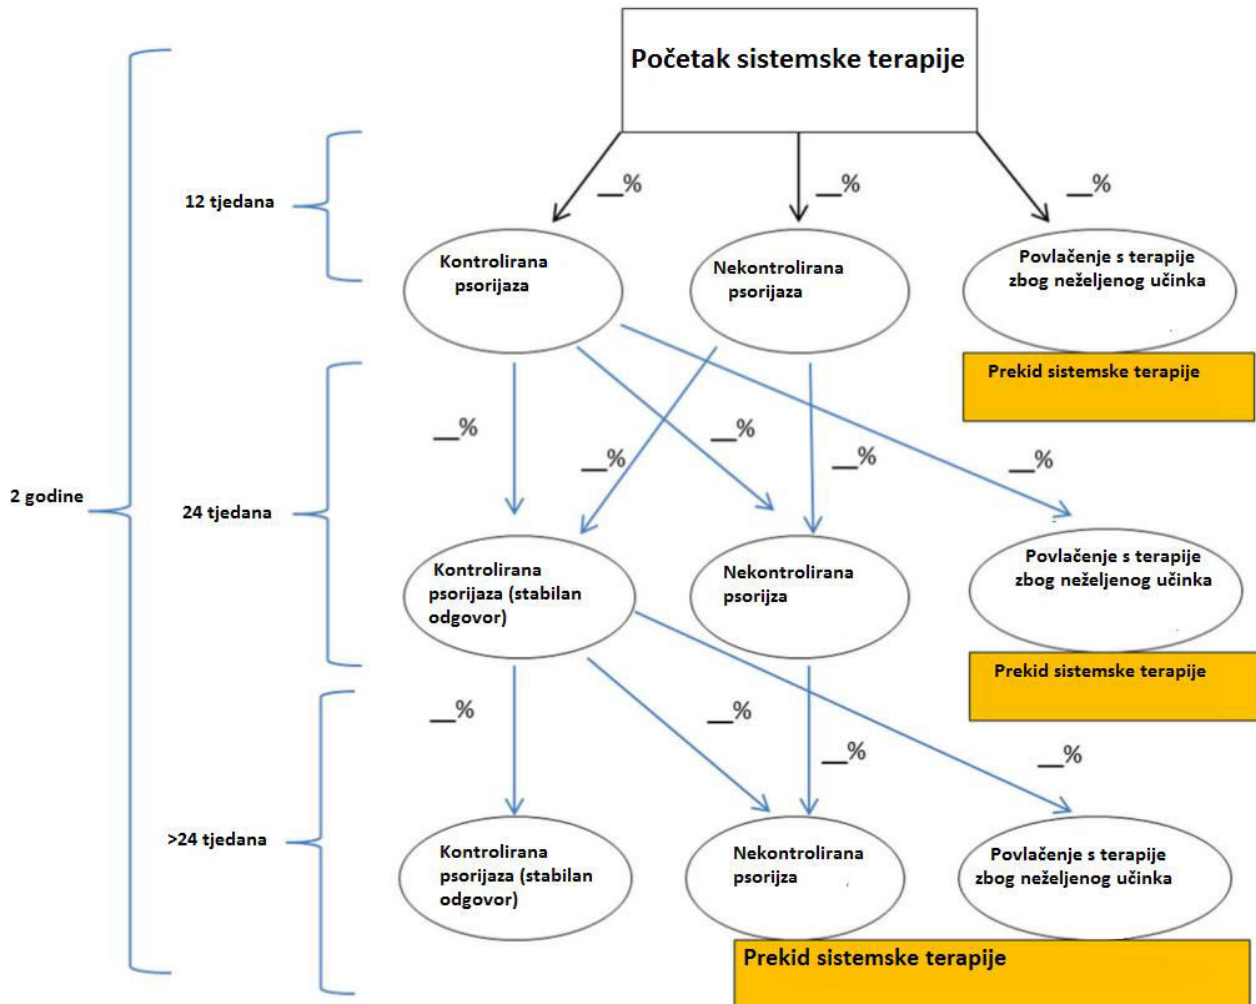 Početak sistemske terapije
12 tjedana
__%
__%
__%
Kontrolirana
psorijaza
Nekontrolirana
psorijaza
Povlačenje s terapije
zbog neželjenog učinka
Prekid sistemske terapije
2 godine
24 tjedana
__%
__%
__%
__%
__%
Kontrolirana
psorijaza (stabilan
odgovor)
Nekontrolirana
psorijza
Povlačenje s terapije
zbog neželjenog učinka
Prekid sistemske terapije
>24 tjedana
__%
__%
__%
__%
Kontrolirana
psorijaza (stabilan
odgovor)
Nekontrolirana
psorijza
Povlačenje s terapije
zbog neželjenog učinka
Prekid sistemske terapije